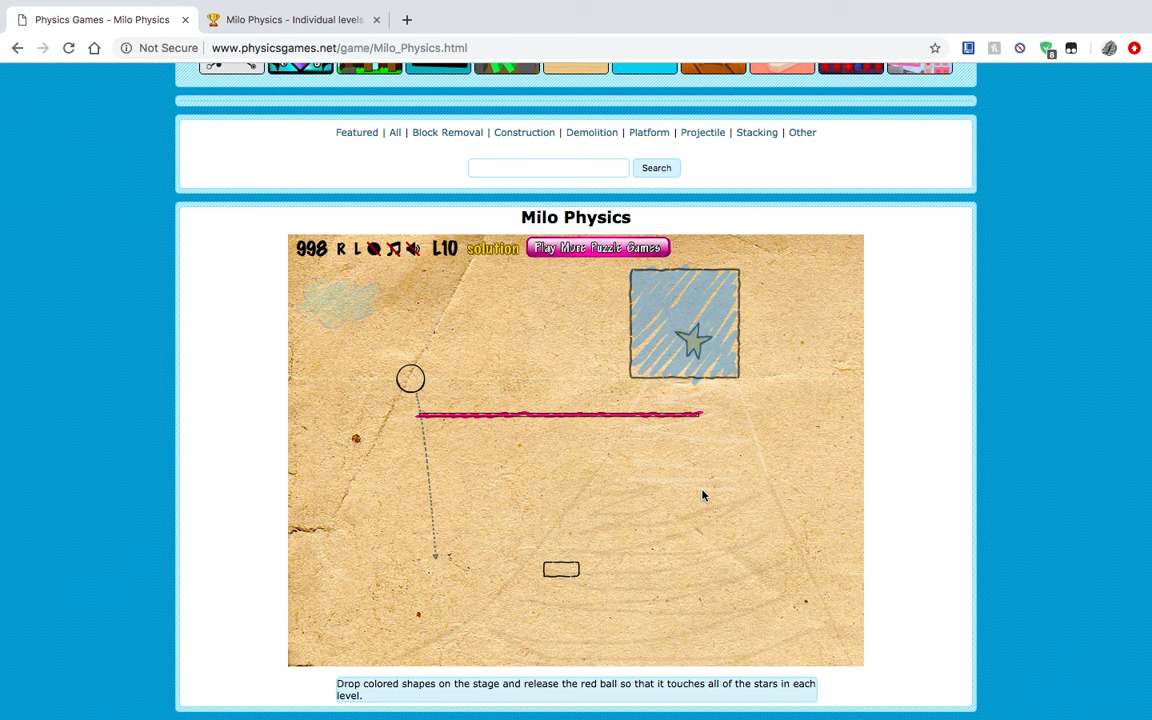 Physics Games - Milo Physics
Milo Physics - Individual levels
Not Secure
www.physicsgames.net/game/Milo_Physics.html
8
Featured | All | Block Removal | Construction | Demolition | Platform | Projectile | Stacking | Other
Search
Milo Physics
998 R L L10 solution Play More Puzzle Games
Drop colored shapes on the stage and release the red ball so that it touches all of the stars in each
level.